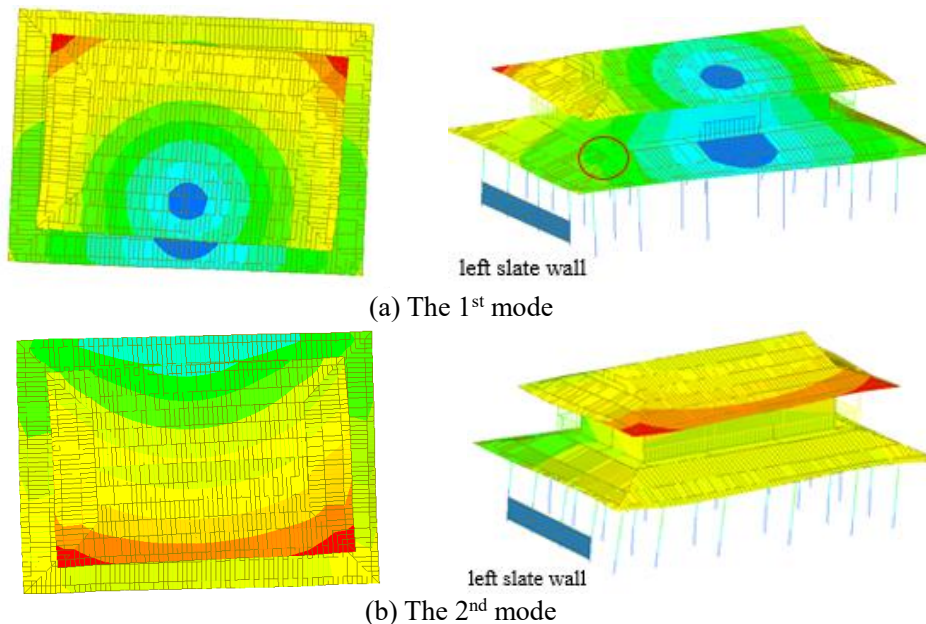 left slate wall
(a) The 1st mode
left slate wall
(b) The 2nd mode